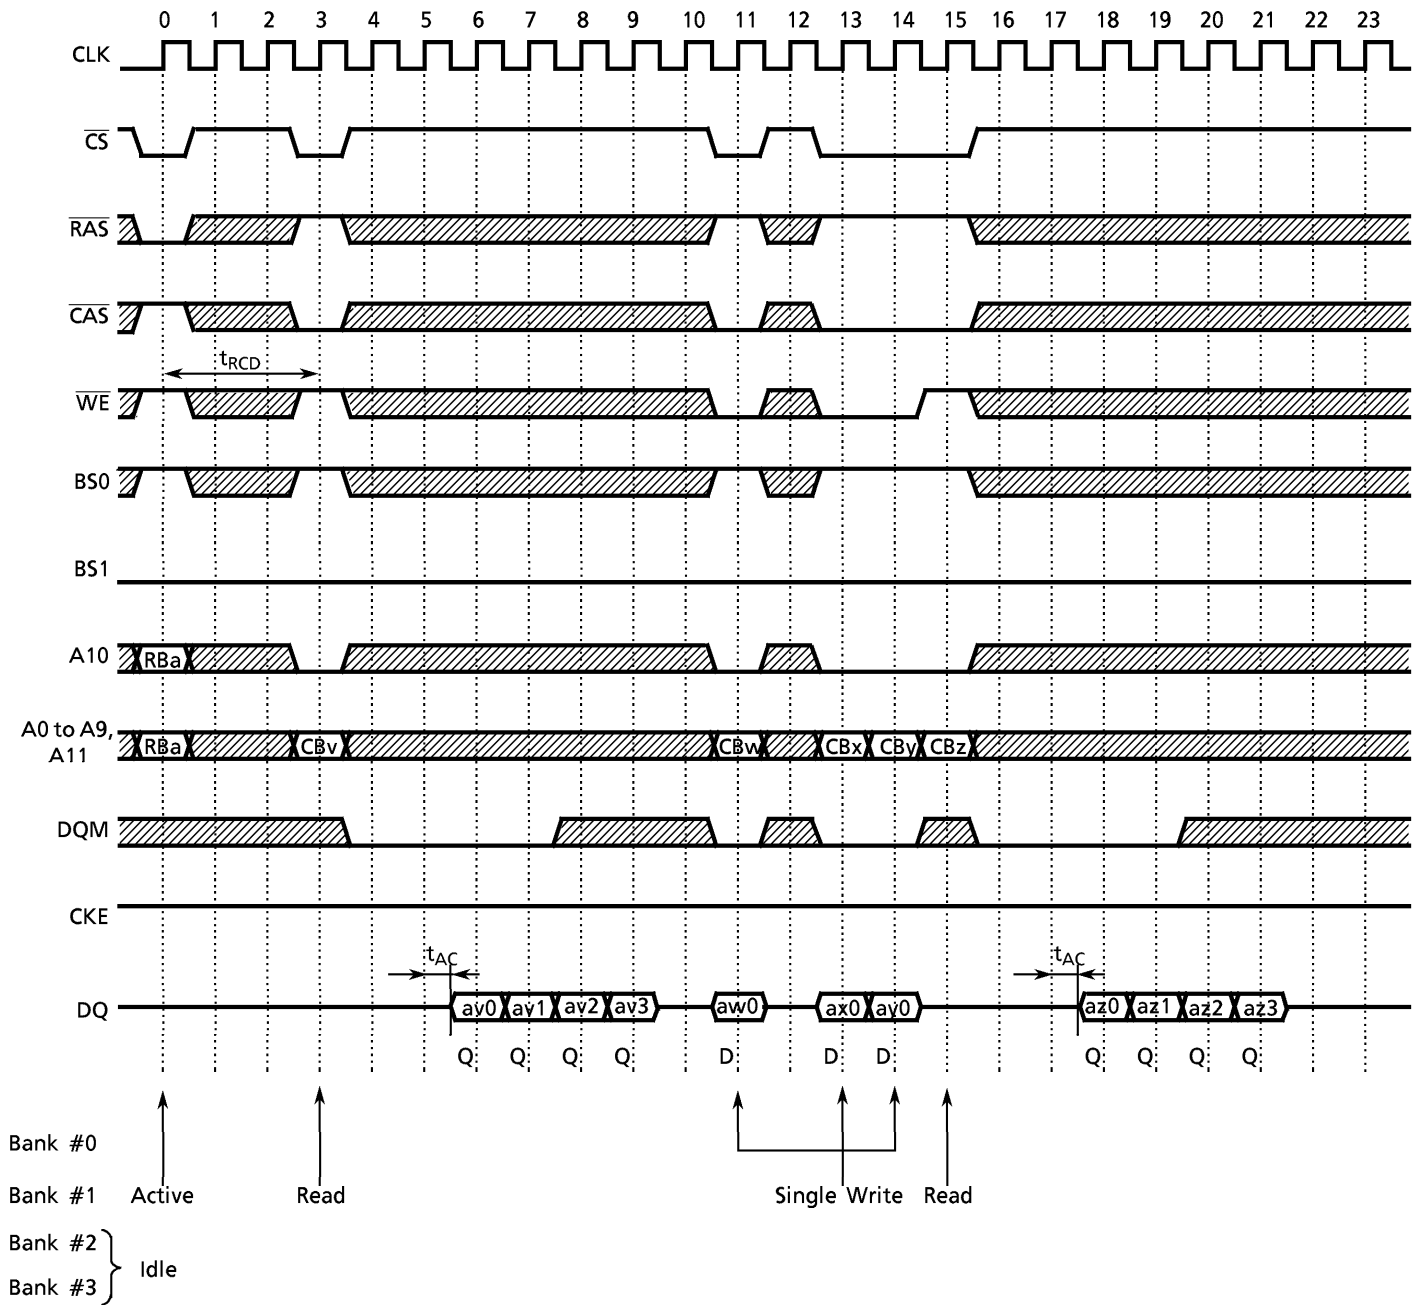 0 1 2 3 4 5 6 7 8 9 10 11 12 13 14 15 16 17 18 19 20 21 22 23
CLK
CS
RAS
CAS
tRCD
WE
BS0
BS1
A10 RBa
A0 to A9,
A11 RBa CBv CBw CBx CBy CBz
DQM
CKE
tAC tAC
DQ av0 av1 av2 av3 aw0 ax0 ay0 az0 az1 az2 az3
Q Q Q Q D D D Q Q Q Q
Bank #0
Bank #1 Active Read Single Write Read
Bank #2
Idle
Bank #3